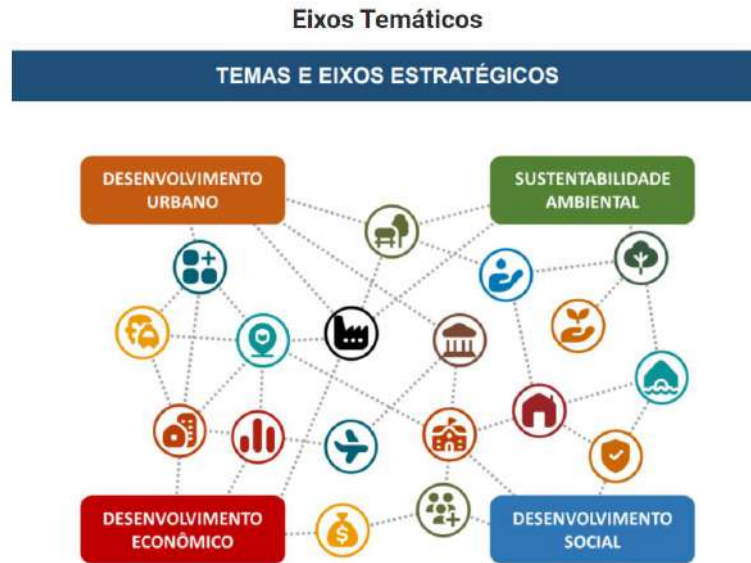 Eixos Temáticos
TEMAS E EIXOS ESTRATÉGICOS
DESENVOLVIMENTO
URBANO
SUSTENTABILIDADE
AMBIENTAL
DESENVOLVIMENTO
ECONÔMICO
DESENVOLVIMENTO
SOCIAL